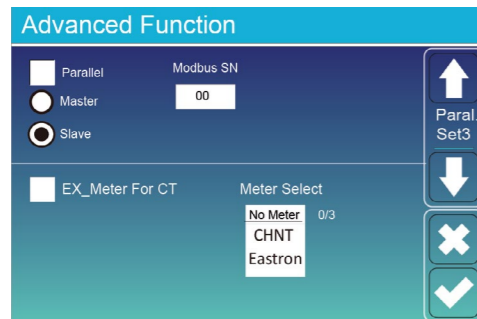 Advanced Function
Parallel
Modbus SN
Master
00
Slave
Paral.
Set3
EX_Meter For CT
Meter Select
No Meter
0/3
CHNT
Eastron